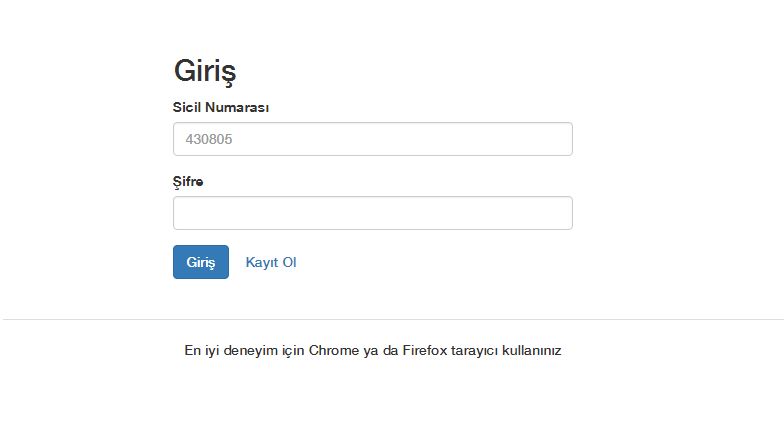 Giriş
Sicil Numarası
430805
Şifre
Giriş Kayıt Ol
En iyi deneyim için Chrome ya da Firefox tarayıcı kullanınız